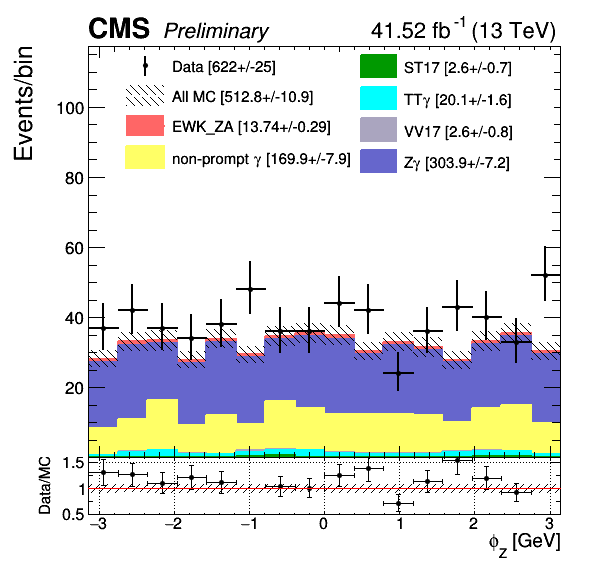 CMS Preliminary 41.52 fb⁻¹ (13 TeV)
Events/bin
Data [622+/-25]
All MC [512.8+/-10.9]
EWK_ZA [13.74+/-0.29]
non-prompt γ [169.9+/-7.9]
ST17 [2.6+/-0.7]
TTγ [20.1+/-1.6]
VV17 [2.6+/-0.8]
Zγ [303.9+/-7.2]
100
80
60
40
20
Data/MC
1.5
1
0.5
−3 −2 −1 0 1 2 3
ϕ_Z [GeV]